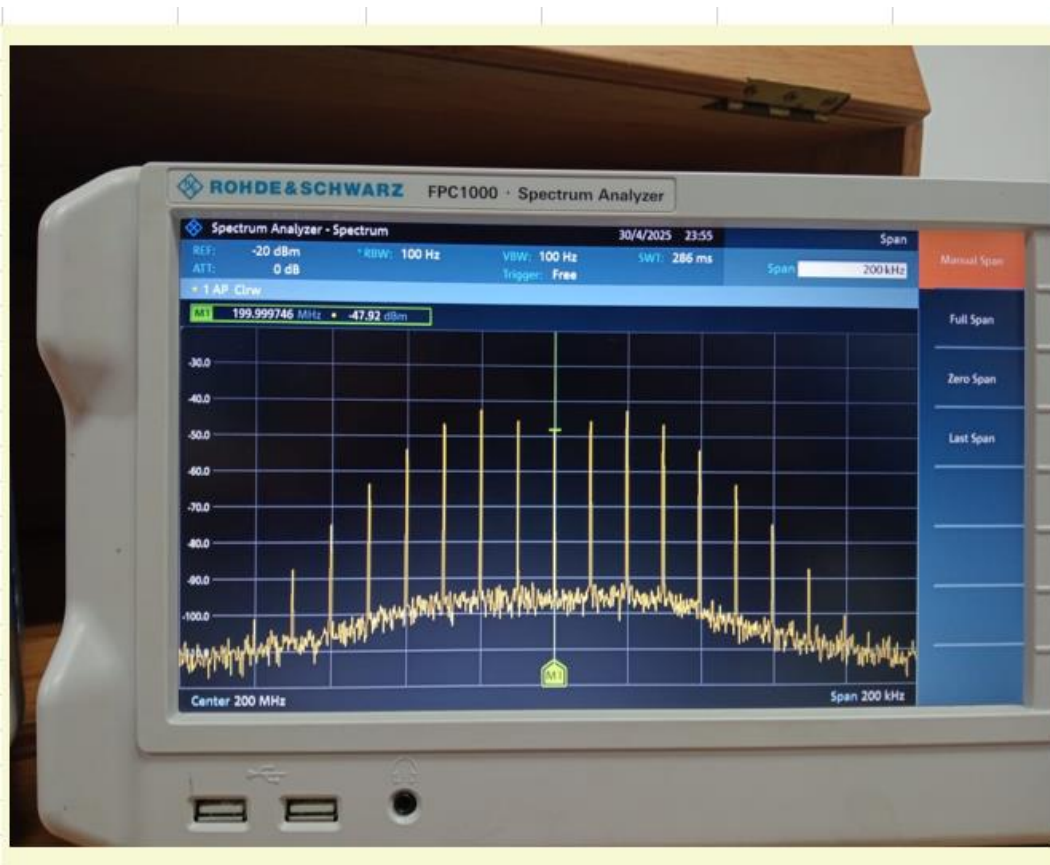 ROHDE&SCHWARZ FPC1000 · Spectrum Analyzer
Spectrum Analyzer - Spectrum 30/4/2025 23:55 Span
REF: -20 dBm * RBW: 100 Hz VBW: 100 Hz SWT: 286 ms
ATT: 0 dB Trigger: Free Span 200 kHz
1 AP Clrw
M1 199.999746 MHz • -47.92 dBm
Manual Span
Full Span
Zero Span
Last Span
-30.0
-40.0
-50.0
-60.0
-70.0
-80.0
-90.0
-100.0
M1
Center 200 MHz Span 200 kHz